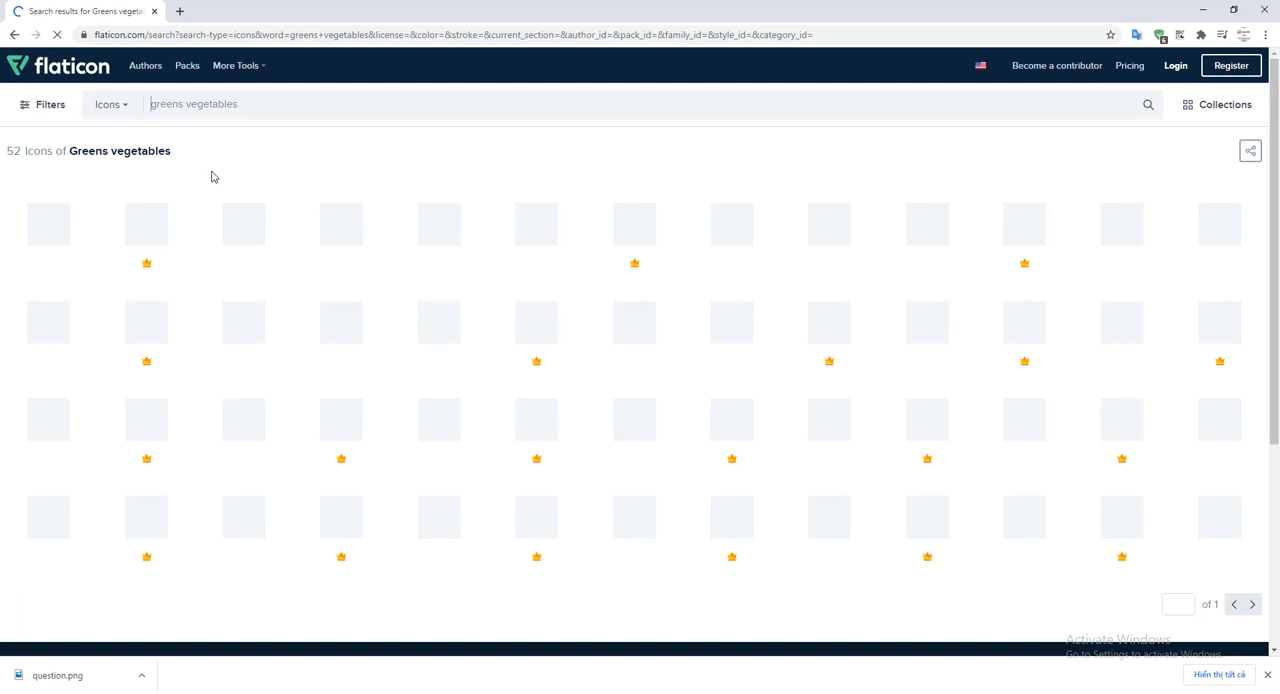 Search results for Greens vegetal
flaticon.com/search?search-type=icons&word=greens+vegetables&license=&color=&stroke=&current_section=&author_id=&pack_id=&family_id=&style_id=&category_id=
6
flaticon Authors Packs More Tools Become a contributor Pricing Login Register
Filters Icons greens vegetables Collections
52 Icons of Greens vegetables
of 1
Activate Windows
Go to Settings to activate Windows.
question.png Hiển thị tất cả